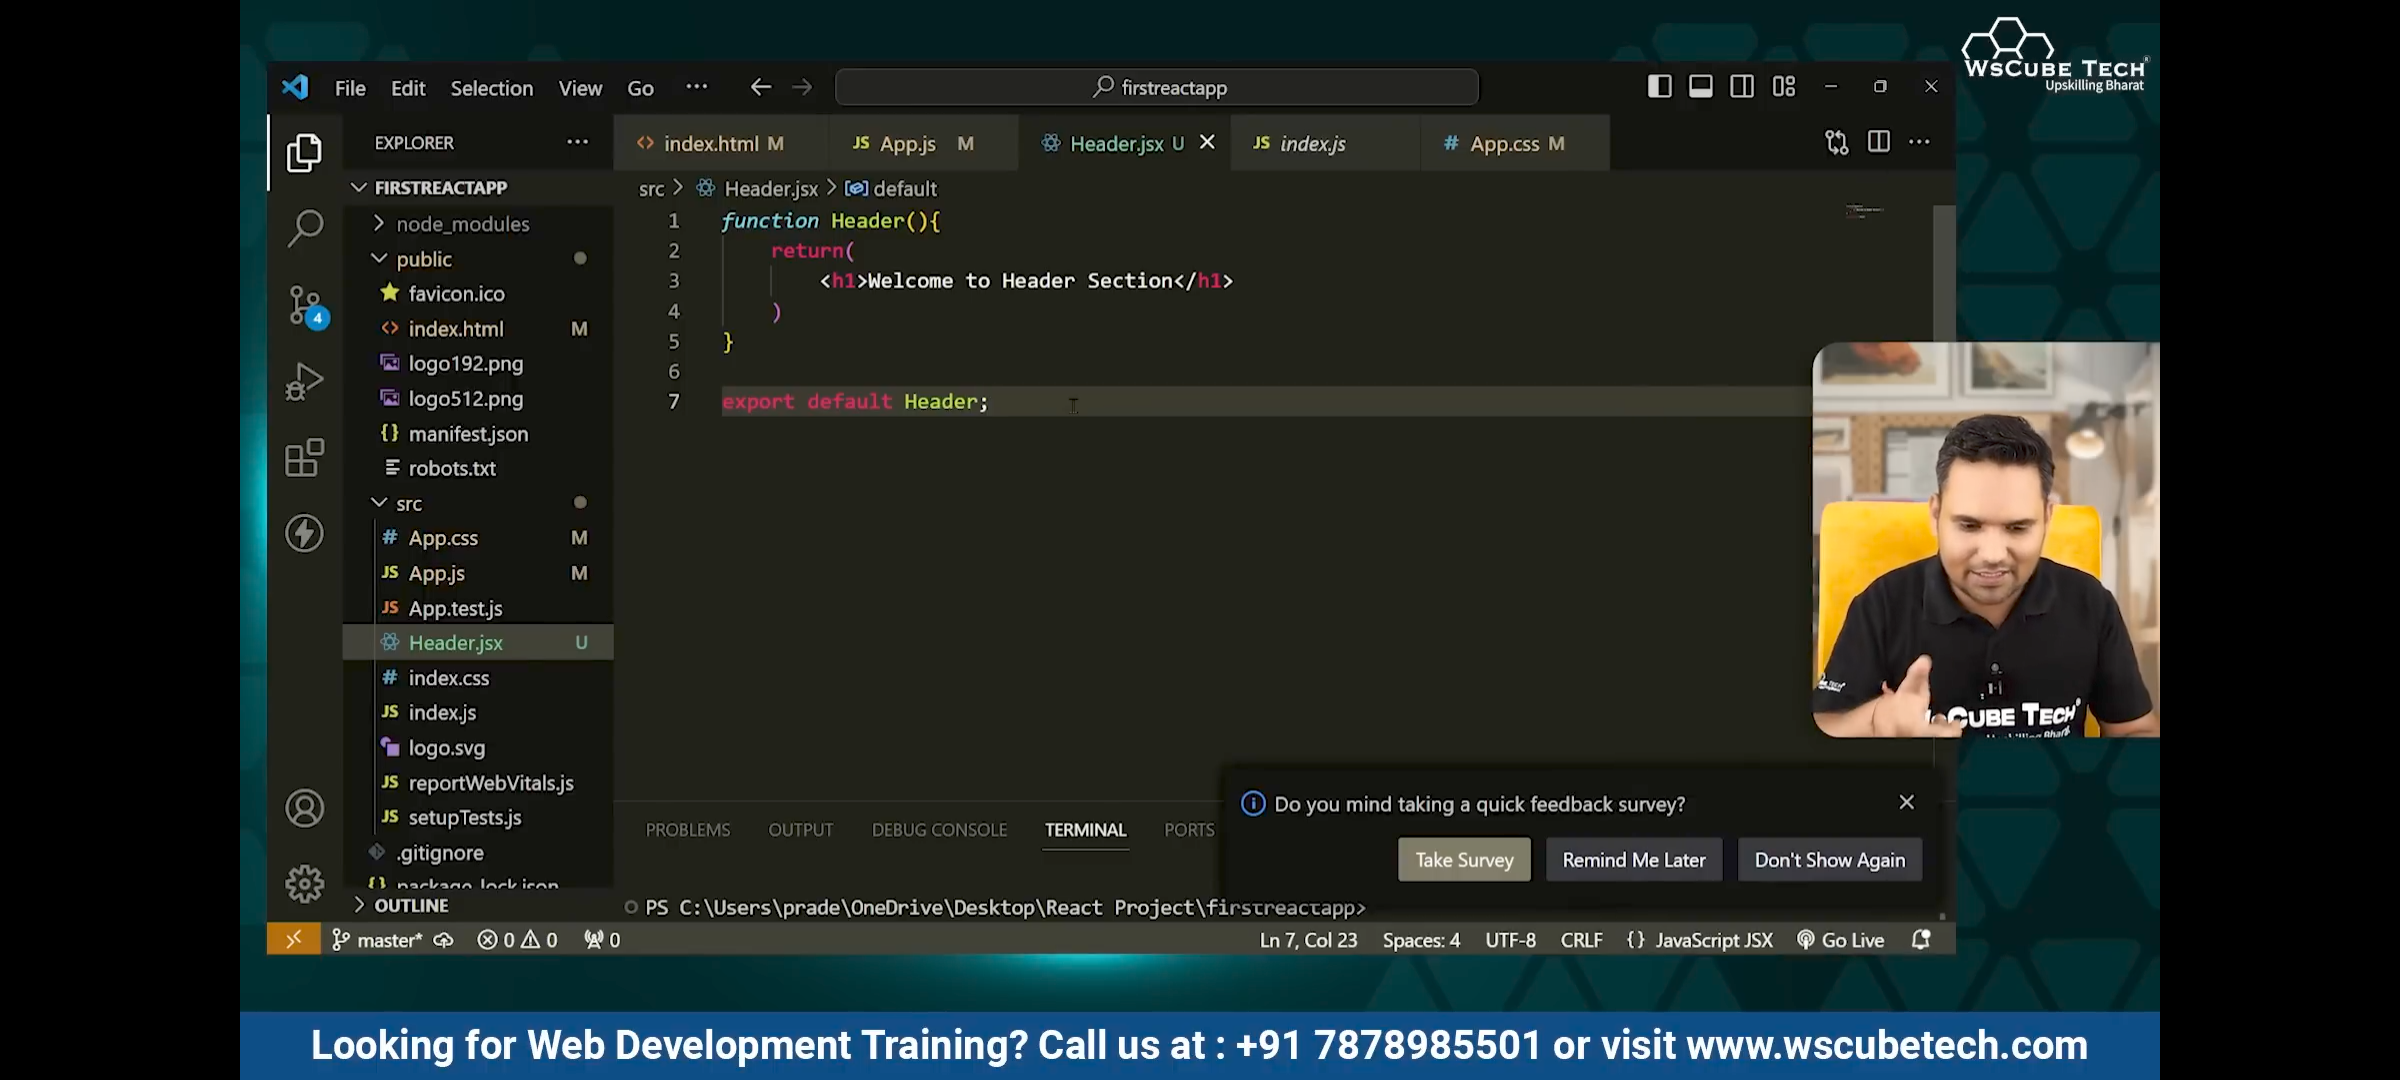 WsCUBE TECH
Upskilling Bharat
File Edit Selection View Go ··· firstreactapp
EXPLORER ···
index.html M
JS App.js M
Header.jsx U
JS index.js
# App.css M
FIRSTREACTAPP
src > Header.jsx > default
node_modules
public
favicon.ico
index.html M
logo192.png
logo512.png
{} manifest.json
robots.txt
src
# App.css M
JS App.js M
JS App.test.js
Header.jsx U
# index.css
JS index.js
logo.svg
JS reportWebVitals.js
JS setupTests.js
.gitignore
{} package-lock.json
OUTLINE
4
1 function Header(){
2 return(
3 <h1>Welcome to Header Section</h1>
4 )
5 }
6
7 export default Header;
CUBE TECH
PROBLEMS OUTPUT DEBUG CONSOLE TERMINAL PORTS
Do you mind taking a quick feedback survey?
Take Survey Remind Me Later Don't Show Again
PS C:\Users\prade\OneDrive\Desktop\React Project\firstreactapp>
master* 0 0 0 Ln 7, Col 23 Spaces: 4 UTF-8 CRLF {} JavaScript JSX Go Live
Looking for Web Development Training? Call us at : +91 7878985501 or visit www.wscubetech.com